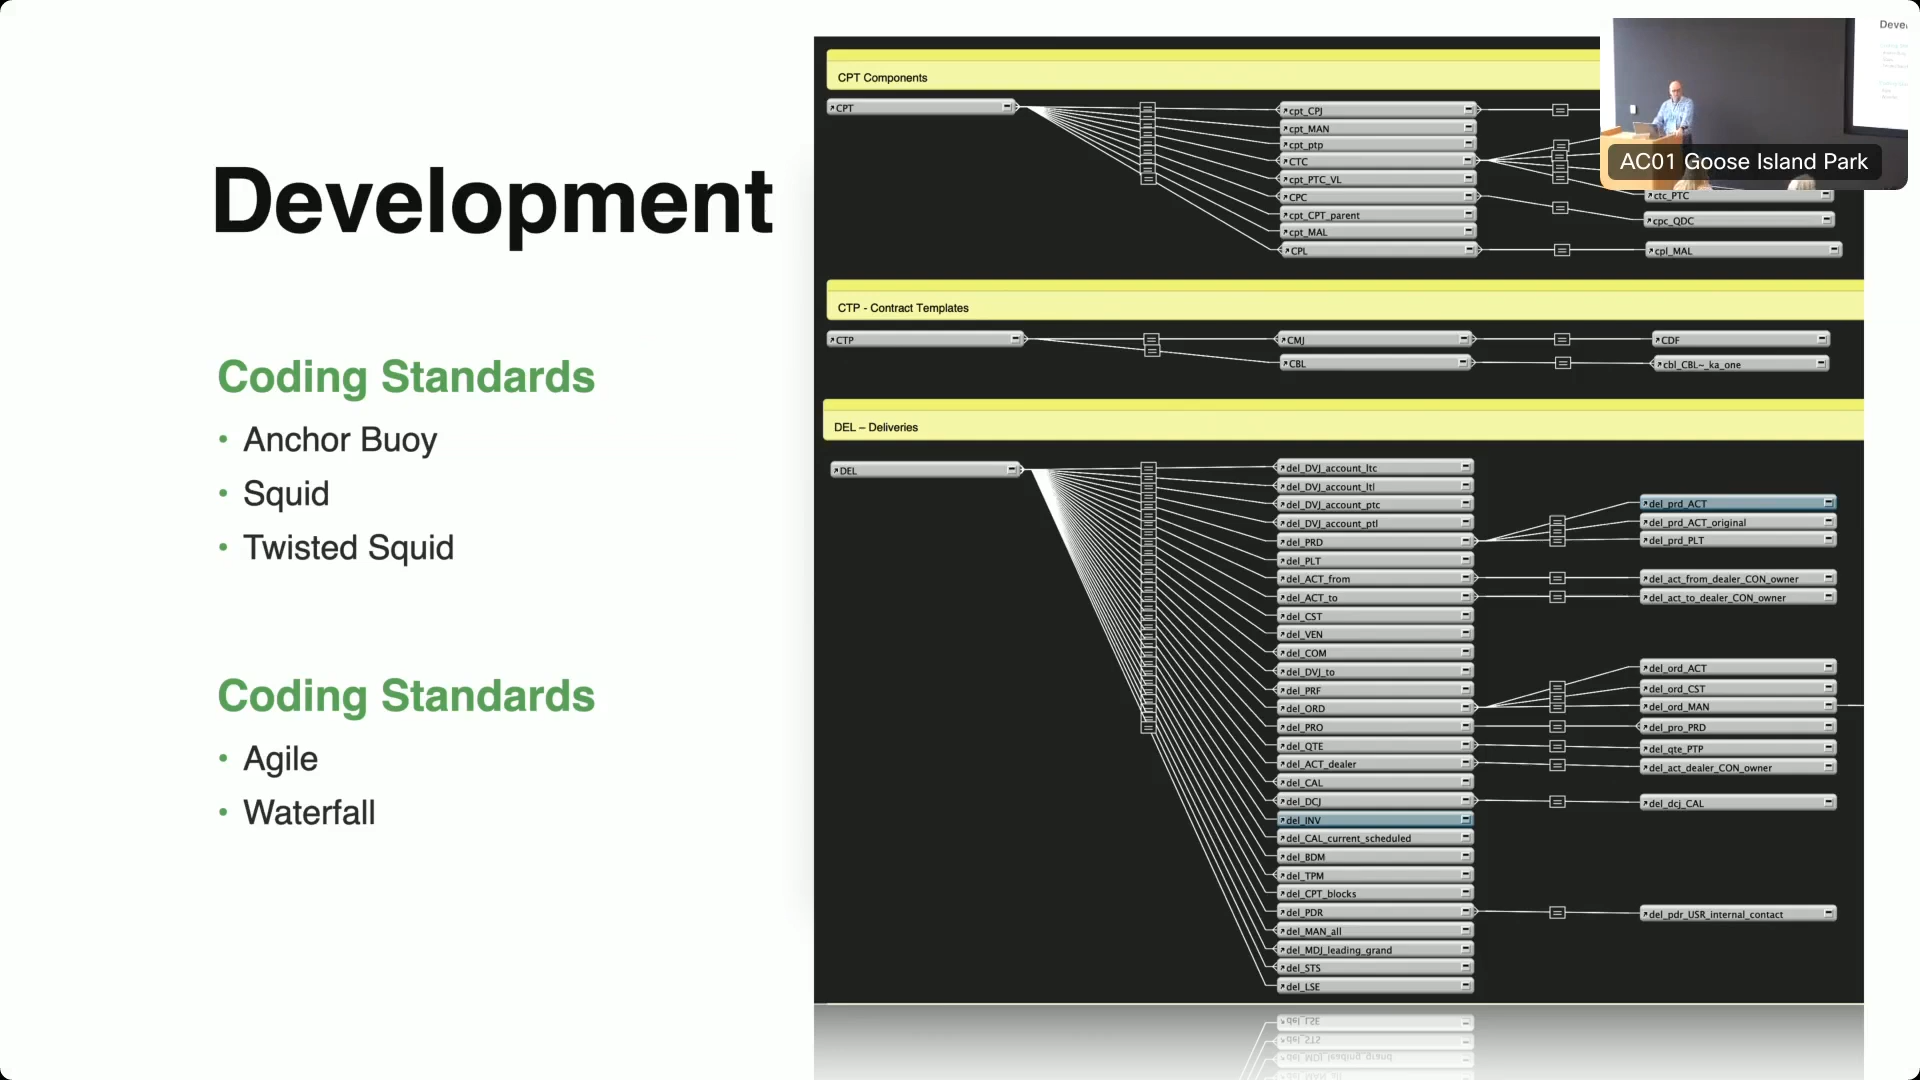 Development
Coding Standards
• Anchor Buoy
• Squid
• Twisted Squid
Coding Standards
• Agile
• Waterfall
CPT Components
CPT
cpt_CPJ
cpt_MAN
cpt_ptp
CTC
cpt_PTC_VL
CPC
cpt_CPT_parent
cpt_MAL
CPL
ctc_PTC
cpc_QDC
cpl_MAL
CTP - Contract Templates
CTP
CMJ
CBL
CDF
cbl_CBL~_ka_one
DEL – Deliveries
DEL
del_DVJ_account_ltc
del_DVJ_account_ltl
del_DVJ_account_ptc
del_DVJ_account_ptl
del_PRD
del_PLT
del_ACT_from
del_ACT_to
del_CST
del_VEN
del_COM
del_DVJ_to
del_PRF
del_ORD
del_PRO
del_QTE
del_ACT_dealer
del_CAL
del_DCJ
del_INV
del_CAL_current_scheduled
del_BDM
del_TPM
del_CPT_blocks
del_PDR
del_MAN_all
del_MDJ_leading_grand
del_STS
del_LSE
del_prd_ACT
del_prd_ACT_original
del_prd_PLT
del_act_from_dealer_CON_owner
del_act_to_dealer_CON_owner
del_ord_ACT
del_ord_CST
del_ord_MAN
del_pro_PRD
del_qte_PTP
del_act_dealer_CON_owner
del_dcj_CAL
del_pdr_USR_internal_contact
AC01 Goose Island Park